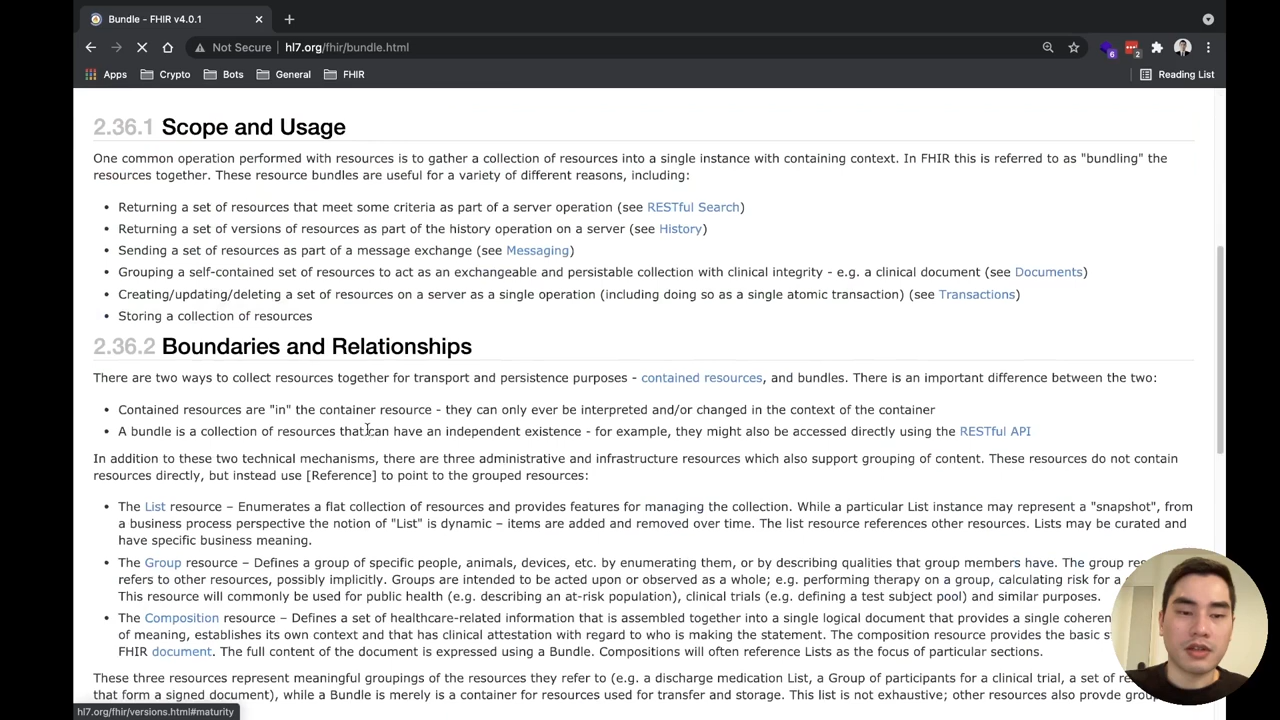 Bundle - FHIR v4.0.1
Not Secure | hl7.org/fhir/bundle.html
6
2
Apps Crypto Bots General FHIR Reading List
2.36.1 Scope and Usage
One common operation performed with resources is to gather a collection of resources into a single instance with containing context. In FHIR this is referred to as "bundling" the
resources together. These resource bundles are useful for a variety of different reasons, including:
• Returning a set of resources that meet some criteria as part of a server operation (see RESTful Search)
• Returning a set of versions of resources as part of the history operation on a server (see History)
• Sending a set of resources as part of a message exchange (see Messaging)
• Grouping a self-contained set of resources to act as an exchangeable and persistable collection with clinical integrity - e.g. a clinical document (see Documents)
• Creating/updating/deleting a set of resources on a server as a single operation (including doing so as a single atomic transaction) (see Transactions)
• Storing a collection of resources
2.36.2 Boundaries and Relationships
There are two ways to collect resources together for transport and persistence purposes - contained resources, and bundles. There is an important difference between the two:
• Contained resources are "in" the container resource - they can only ever be interpreted and/or changed in the context of the container
• A bundle is a collection of resources that can have an independent existence - for example, they might also be accessed directly using the RESTful API
In addition to these two technical mechanisms, there are three administrative and infrastructure resources which also support grouping of content. These resources do not contain
resources directly, but instead use [Reference] to point to the grouped resources:
• The List resource – Enumerates a flat collection of resources and provides features for managing the collection. While a particular List instance may represent a "snapshot", from
a business process perspective the notion of "List" is dynamic – items are added and removed over time. The list resource references other resources. Lists may be curated and
have specific business meaning.
• The Group resource – Defines a group of specific people, animals, devices, etc. by enumerating them, or by describing qualities that group members have. The group
refers to other resources, possibly implicitly. Groups are intended to be acted upon or observed as a whole; e.g. performing therapy on a group, calculating risk for a
This resource will commonly be used for public health (e.g. describing an at-risk population), clinical trials (e.g. defining a test subject pool) and similar purposes.
• The Composition resource – Defines a set of healthcare-related information that is assembled together into a single logical document that provides a single
of meaning, establishes its own context and that has clinical attestation with regard to who is making the statement. The composition resource provides the basic
FHIR document. The full content of the document is expressed using a Bundle. Compositions will often reference Lists as the focus of particular sections.
These three resources represent meaningful groupings of the resources they refer to (e.g. a discharge medication List, a Group of participants for a clinical trial, a set of
that form a signed document), while a Bundle is merely is a container for resources used for transfer and storage. This list is not exhaustive; other resources also provde
hl7.org/fhir/versions.html#maturity